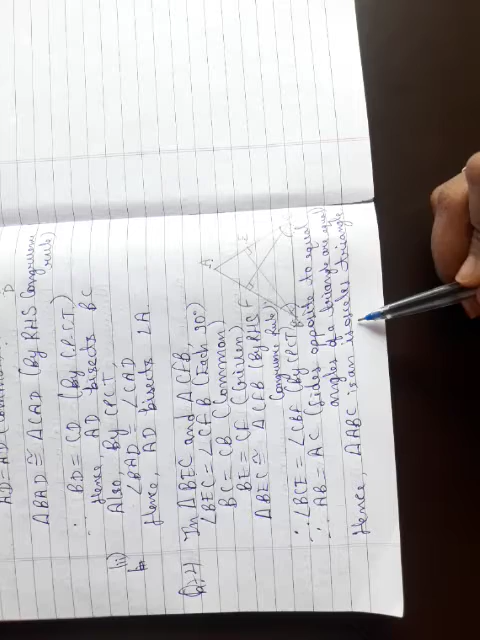 AD = AD (Common)
D
ΔBAD ≅ ΔCAD (By RHS Congruence Rule)
∴ BD = CD (By CPCT)
Hence, AD bisects BC
ii) Also, By CPCT
∠BAD = ∠CAD
Hence, AD bisects ∠A.
Q.4 In ΔBEC and ΔCFB,
∠BEC = ∠CFB (Each 90°)
BC = CB (Common)
BE = CF (Given)
ΔBEC ≅ ΔCFB (By RHS
Congruence Rule)
∴ ∠BCE = ∠CBF (By CPCT)
∴ AB = AC (Sides opposite to equal
angles of a triangle are equal)
Hence, ΔABC is an isosceles triangle
A
E
F
B
C